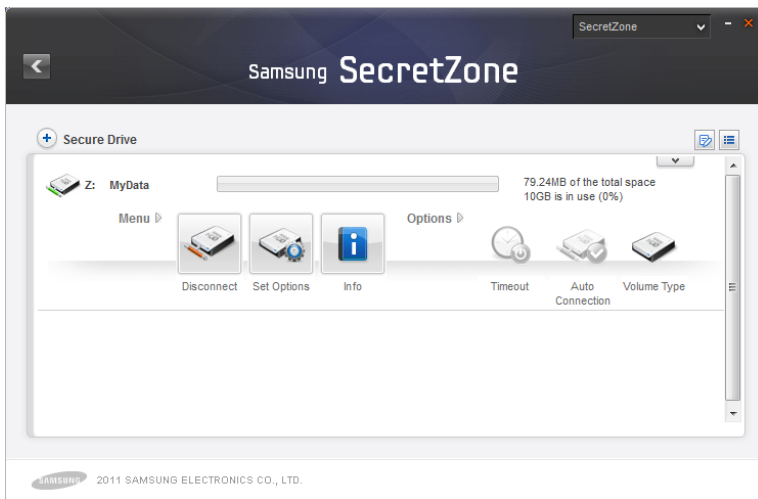 SecretZone
Samsung SecretZone
Secure Drive
Z: MyData
79.24MB of the total space
10GB is in use (0%)
Menu
Options
Disconnect
Set Options
Info
Timeout
Auto
Connection
Volume Type
SAMSUNG
2011 SAMSUNG ELECTRONICS CO., LTD.